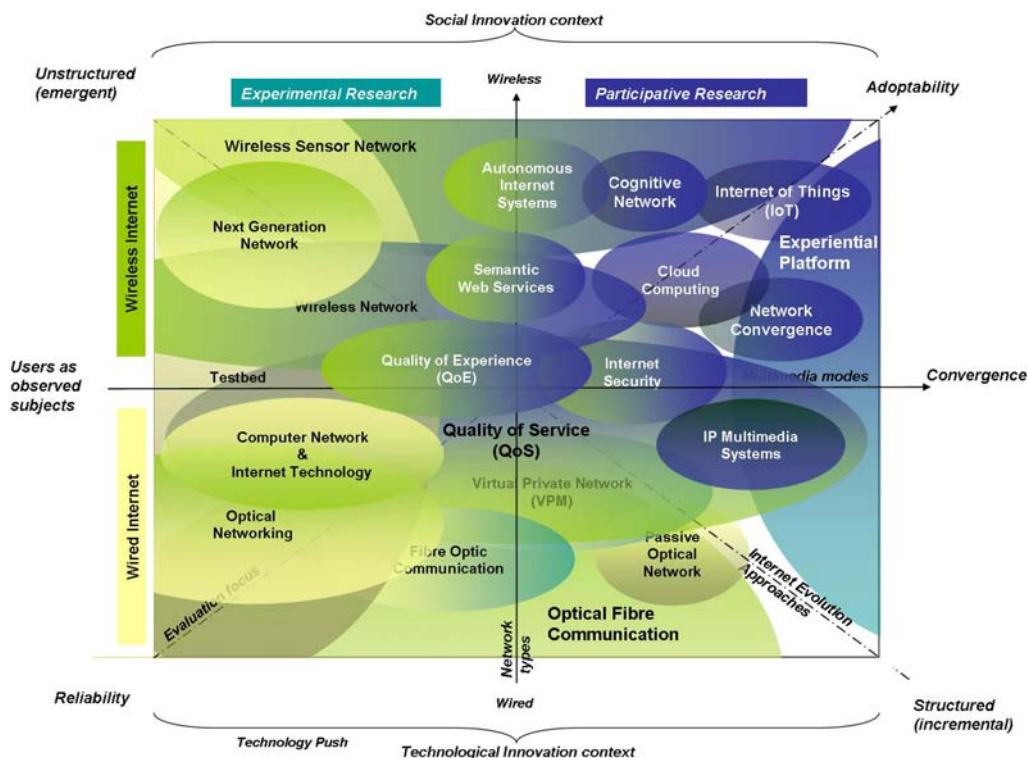 Social Innovation context
Unstructured
(emergent)
Wireless
Adoptability
Experimental Research
Participative Research
Wireless Sensor Network
Autonomous
Internet
Systems
Cognitive
Network
Internet of Things
(IoT)
Wireless Internet
Next Generation
Network
Experiential
Platform
Semantic
Web Services
Cloud
Computing
Wireless Network
Network
Convergence
Quality of Experience
(QoE)
Internet
Security
Users as
observed
subjects
Testbed
Multimedia modes
Convergence
Computer Network
&
Internet Technology
Quality of Service
(QoS)
IP Multimedia
Systems
Virtual Private Network
(VPM)
Wired Internet
Optical
Networking
Fibre Optic
Communication
Passive
Optical
Network
Evaluation focus
Internet Evolution
Approaches
Optical Fibre
Communication
Network
types
Reliability
Wired
Structured
(incremental)
Technology Push
Technological Innovation context